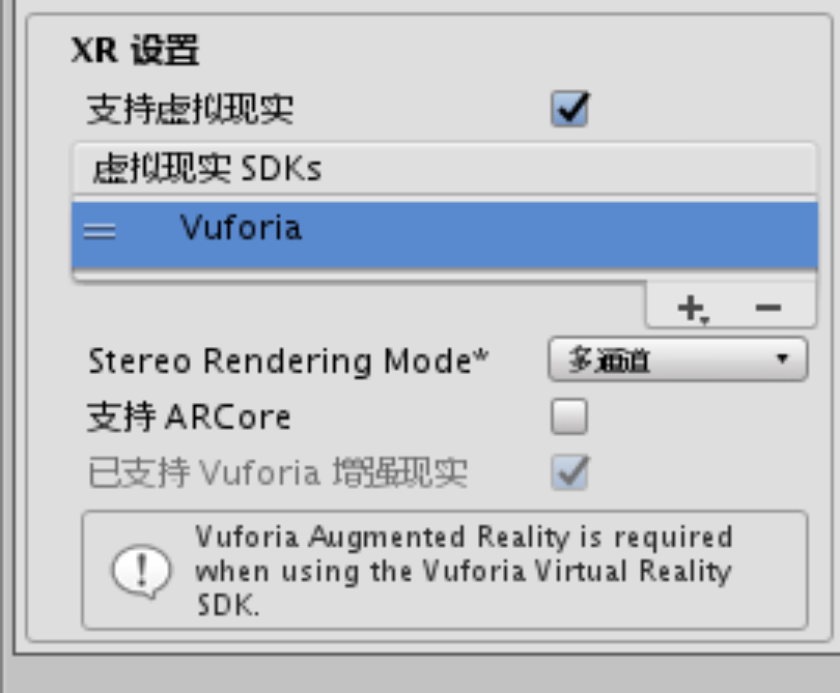 XR 设置
支持虚拟现实
虚拟现实 SDKs
Vuforia
Stereo Rendering Mode* 多通道
支持 ARCore
已支持 Vuforia 增强现实
Vuforia Augmented Reality is required
when using the Vuforia Virtual Reality
SDK.